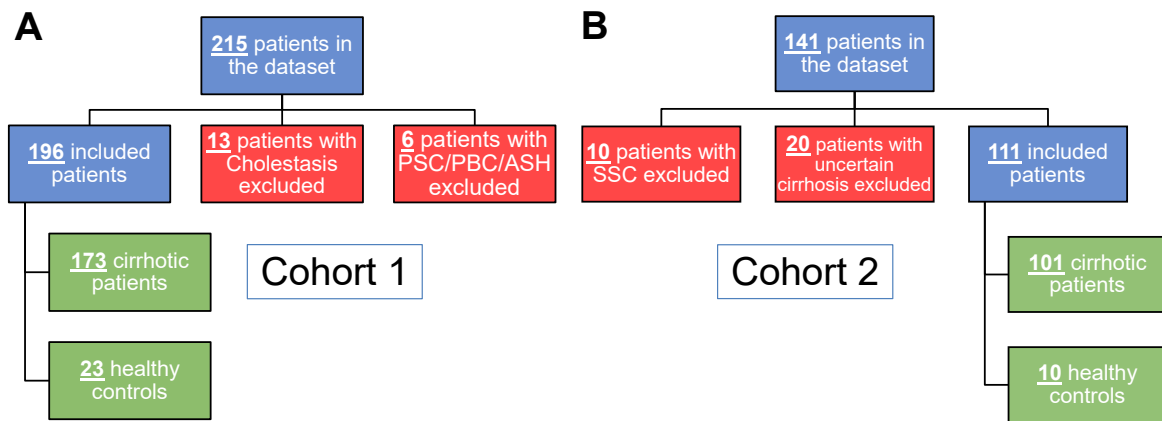 A
215 patients in
the dataset
196 included
patients
13 patients with
Cholestasis
excluded
6 patients with
PSC/PBC/ASH
excluded
173 cirrhotic
patients
Cohort 1
23 healthy
controls
B
141 patients in
the dataset
10 patients with
SSC excluded
20 patients with
uncertain
cirrhosis excluded
111 included
patients
Cohort 2
101 cirrhotic
patients
10 healthy
controls